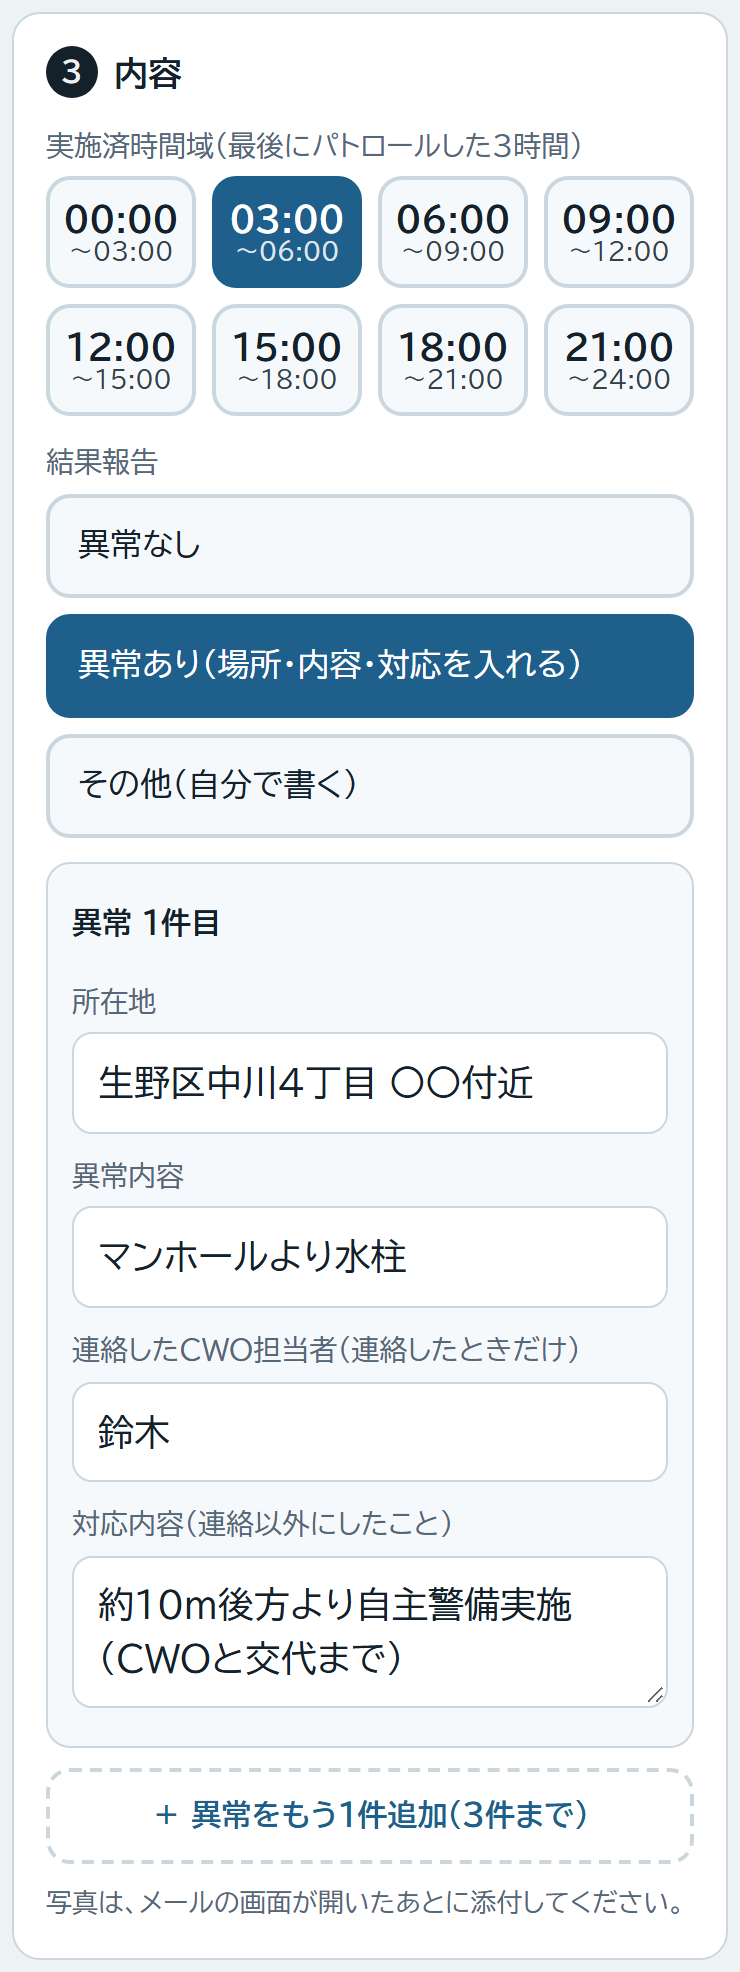 3 内容
実施済時間域（最後にパトロールした3時間）
00:00 03:00 06:00 09:00
～03:00 ～06:00 ～09:00 ～12:00
12:00 15:00 18:00 21:00
～15:00 ～18:00 ～21:00 ～24:00
結果報告
異常なし
異常あり（場所・内容・対応を入れる）
その他（自分で書く）
異常 1件目
所在地
生野区中川4丁目 〇〇付近
異常内容
マンホールより水柱
連絡したCWO担当者（連絡したときだけ）
鈴木
対応内容（連絡以外にしたこと）
約10m後方より自主警備実施
（CWOと交代まで）
＋ 異常をもう1件追加（3件まで）
写真は、メールの画面が開いたあとに添付してください。